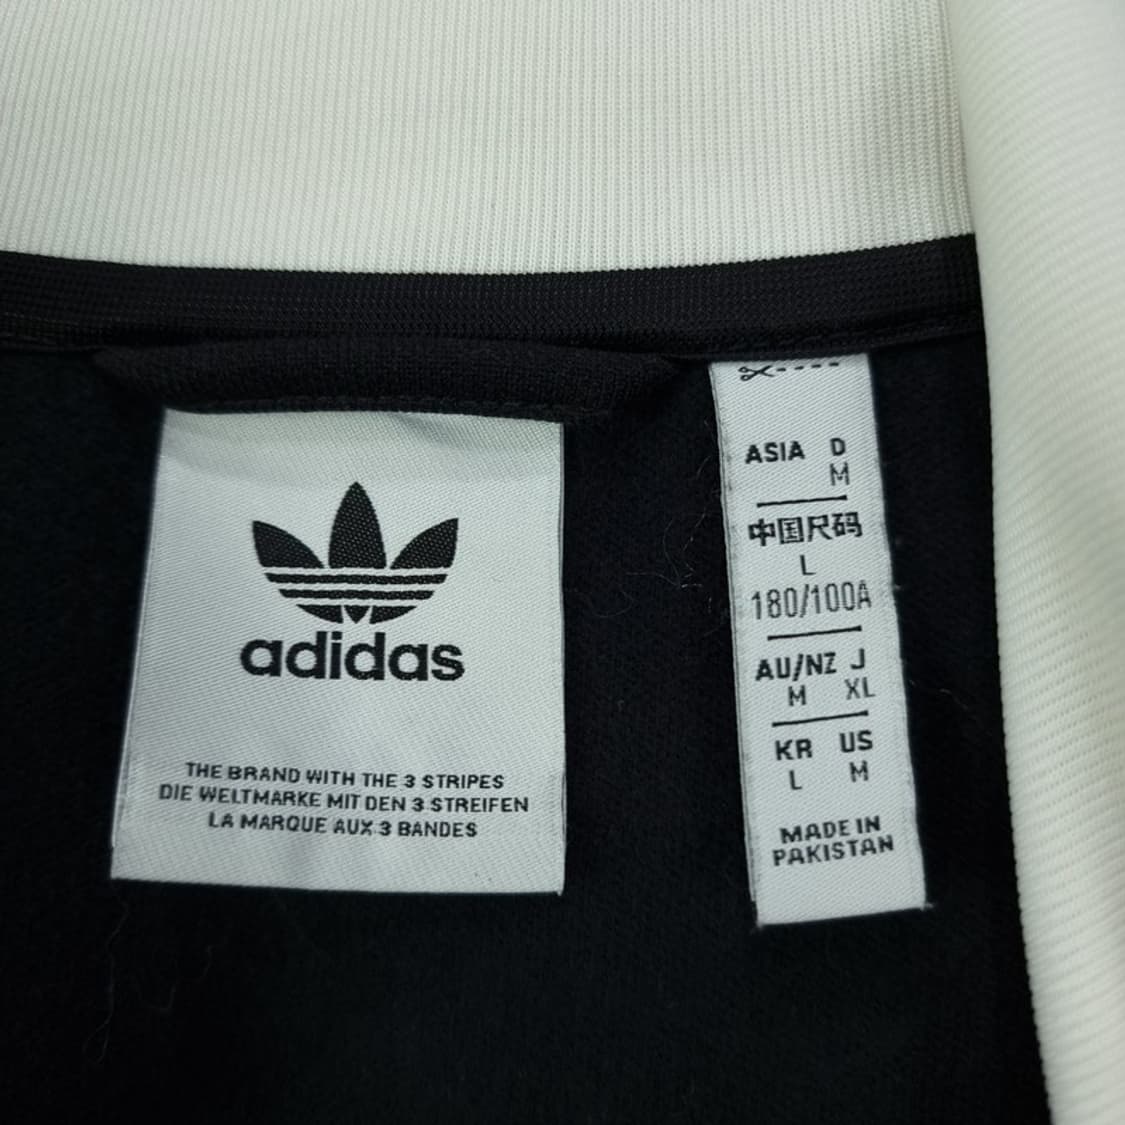 adidas
THE BRAND WITH THE 3 STRIPES
DIE WELTMARKE MIT DEN 3 STREIFEN
LA MARQUE AUX 3 BANDES
ASIA D
M
中国尺码
L
180/100A
AU/NZ J
M XL
KR US
L M
MADE IN
PAKISTAN